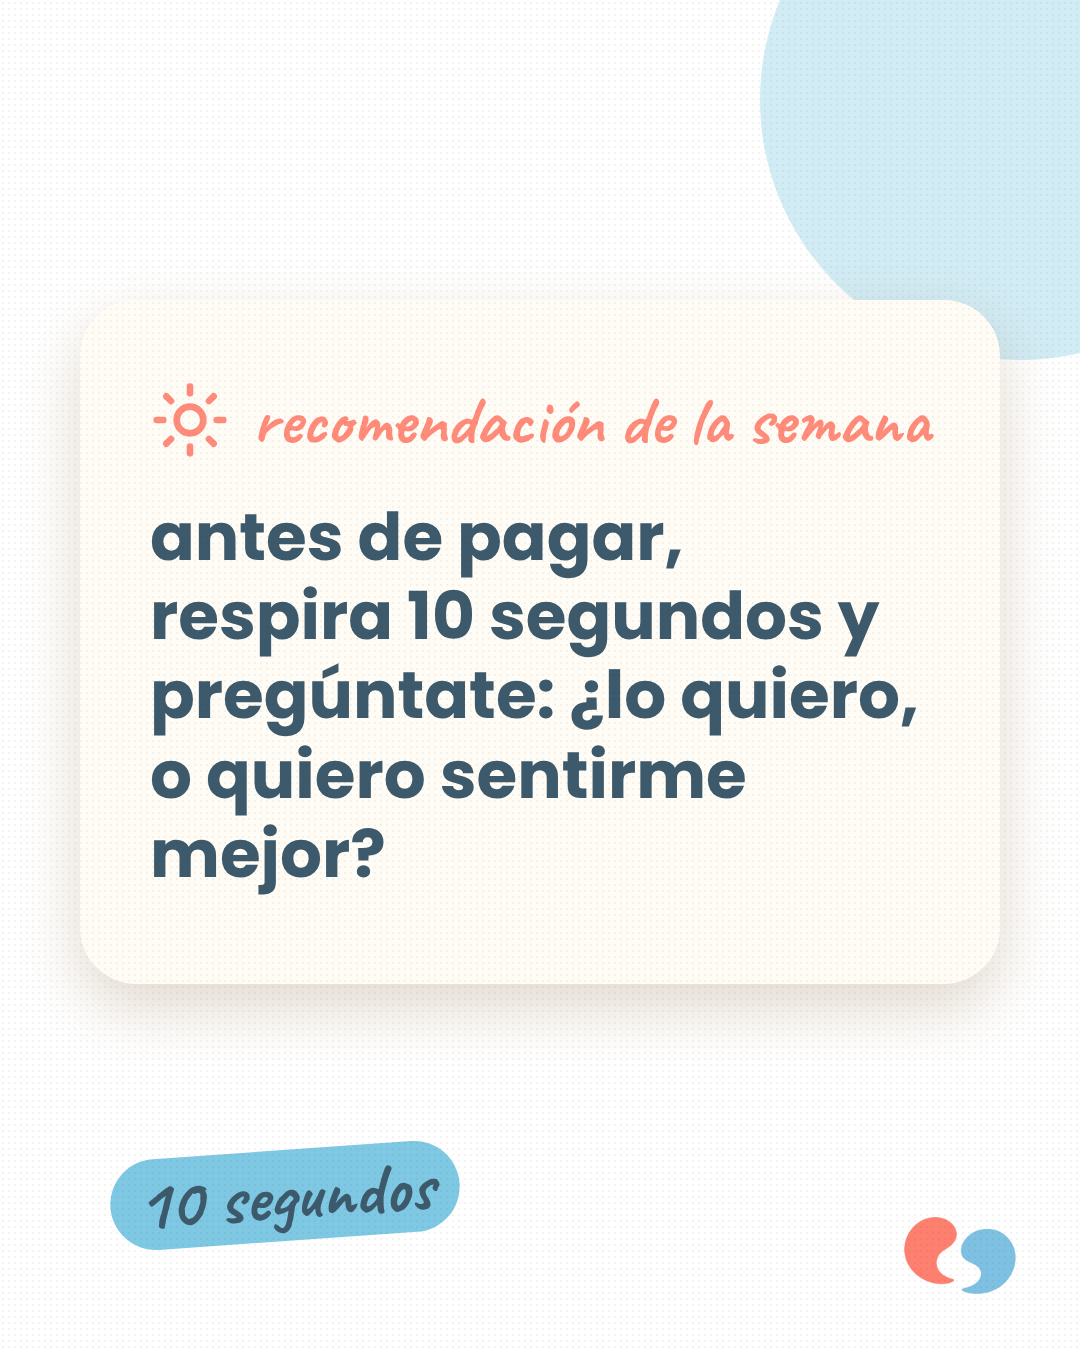 recomendación de la semana
antes de pagar,
respira 10 segundos y
pregúntate: ¿lo quiero,
o quiero sentirme
mejor?
10 segundos